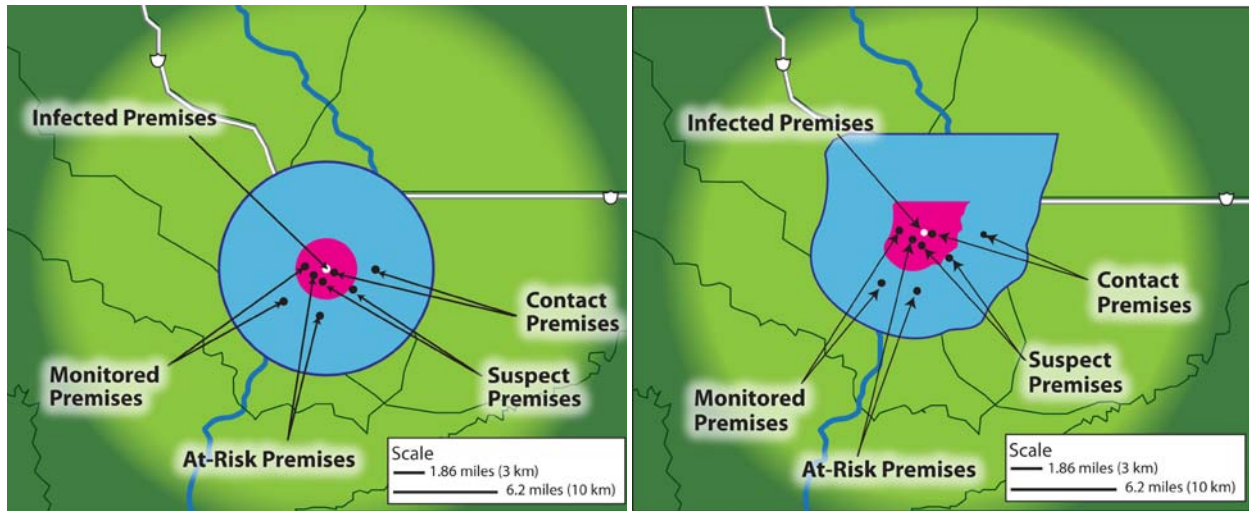 Infected Premises
Contact
Premises
Monitored
Premises
Suspect
Premises
At-Risk Premises
Scale
1.86 miles (3 km)
6.2 miles (10 km)
Infected Premises
Contact
Premises
Suspect
Premises
Monitored
Premises
At-Risk Premises
Scale
1.86 miles (3 km)
6.2 miles (10 km)